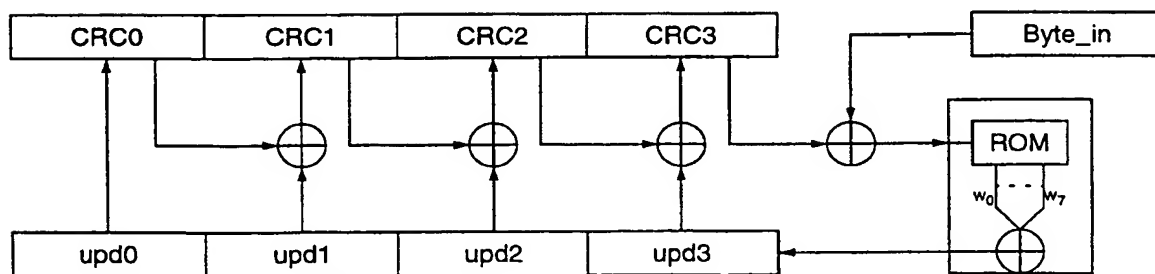 CRC0 CRC1 CRC2 CRC3 Byte_in
ROM
w0 w7
upd0 upd1 upd2 upd3